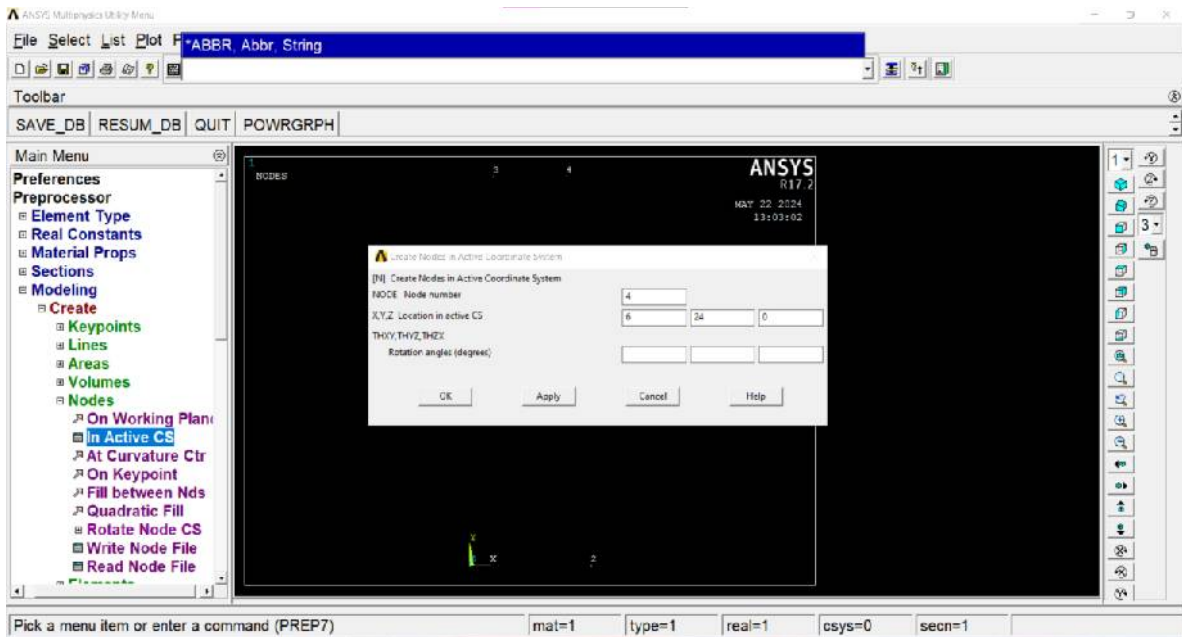 ANSYS Multiphysics Utility Menu
File Select List Plot
*ABBR, Abbr, String
Toolbar
SAVE_DB RESUM_DB QUIT POWRGRPH
Main Menu
Preferences
Preprocessor
Element Type
Real Constants
Material Props
Sections
Modeling
Create
Keypoints
Lines
Areas
Volumes
Nodes
On Working Plane
In Active CS
At Curvature Ctr
On Keypoint
Fill between Nds
Quadratic Fill
Rotate Node CS
Write Node File
Read Node File
Elements
1
NODES
3 4
ANSYS
R17.2
MAY 22 2024
13:03:02
Create Nodes in Active Coordinate System
[N] Create Nodes in Active Coordinate System
NODE Node number 4
X,Y,Z Location in active CS 6 24 0
THXY,THYZ,THZX
Rotation angles (degrees)
OK Apply Cancel Help
Y
X 2
1
3
Pick a menu item or enter a command (PREP7) mat=1 type=1 real=1 csys=0 secn=1